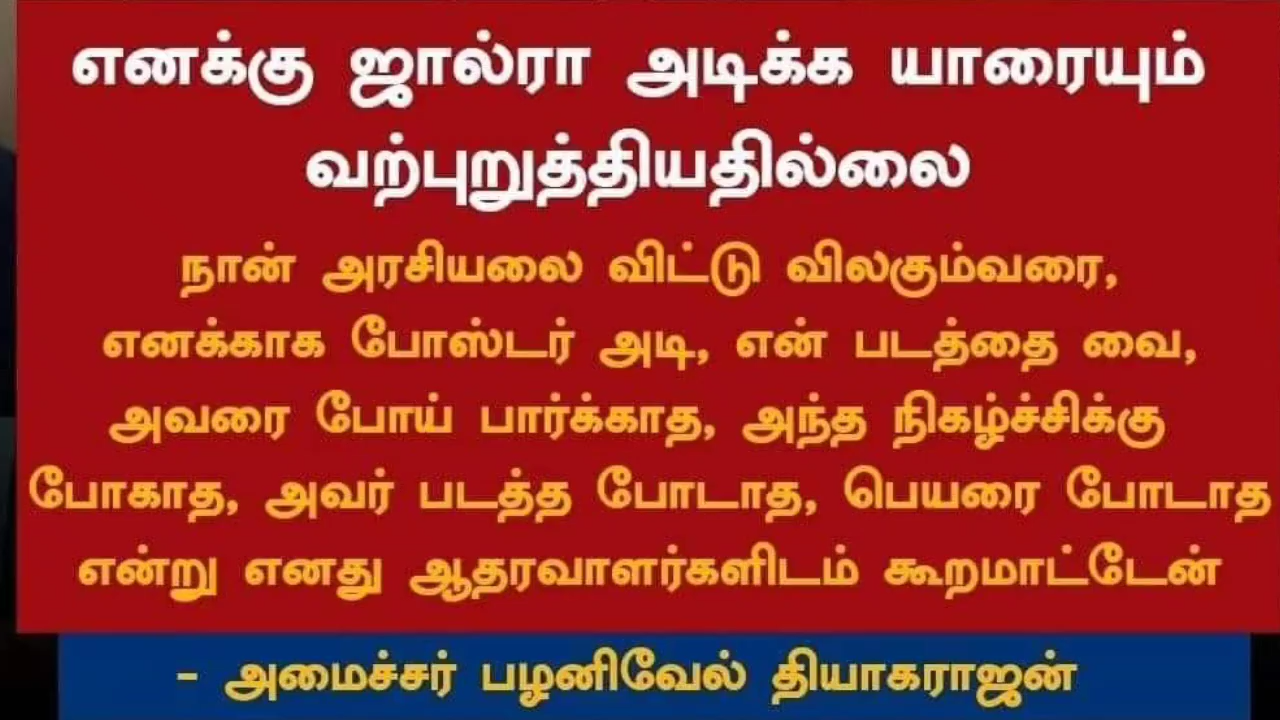 எனக்கு ஜால்ரா அடிக்க யாரையும்
வற்புறுத்தியதில்லை
நான் அரசியலை விட்டு விலகும்வரை,
எனக்காக போஸ்டர் அடி, என் படத்தை வை,
அவரை போய் பார்க்காத, அந்த நிகழ்ச்சிக்கு
போகாத, அவர் படத்த போடாத, பெயரை போடாத
என்று எனது ஆதரவாளர்களிடம் கூறமாட்டேன்
- அமைச்சர் பழனிவேல் தியாகராஜன்